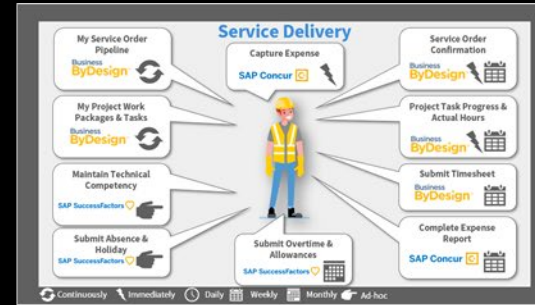 Service Delivery
My Service Order
Pipeline
Business
ByDesign
Capture Expense
SAP Concur C
Service Order
Confirmation
Business
ByDesign
My Project Work
Packages & Tasks
Business
ByDesign
Project Task Progress &
Actual Hours
Business
ByDesign
Maintain Technical
Competency
SAP SuccessFactors
Submit Timesheet
Business
ByDesign
Submit Absence &
Holiday
SAP SuccessFactors
Submit Overtime &
Allowances
SAP SuccessFactors
Complete Expense
Report
SAP Concur C
Continuously Immediately Daily Weekly Monthly Ad-hoc